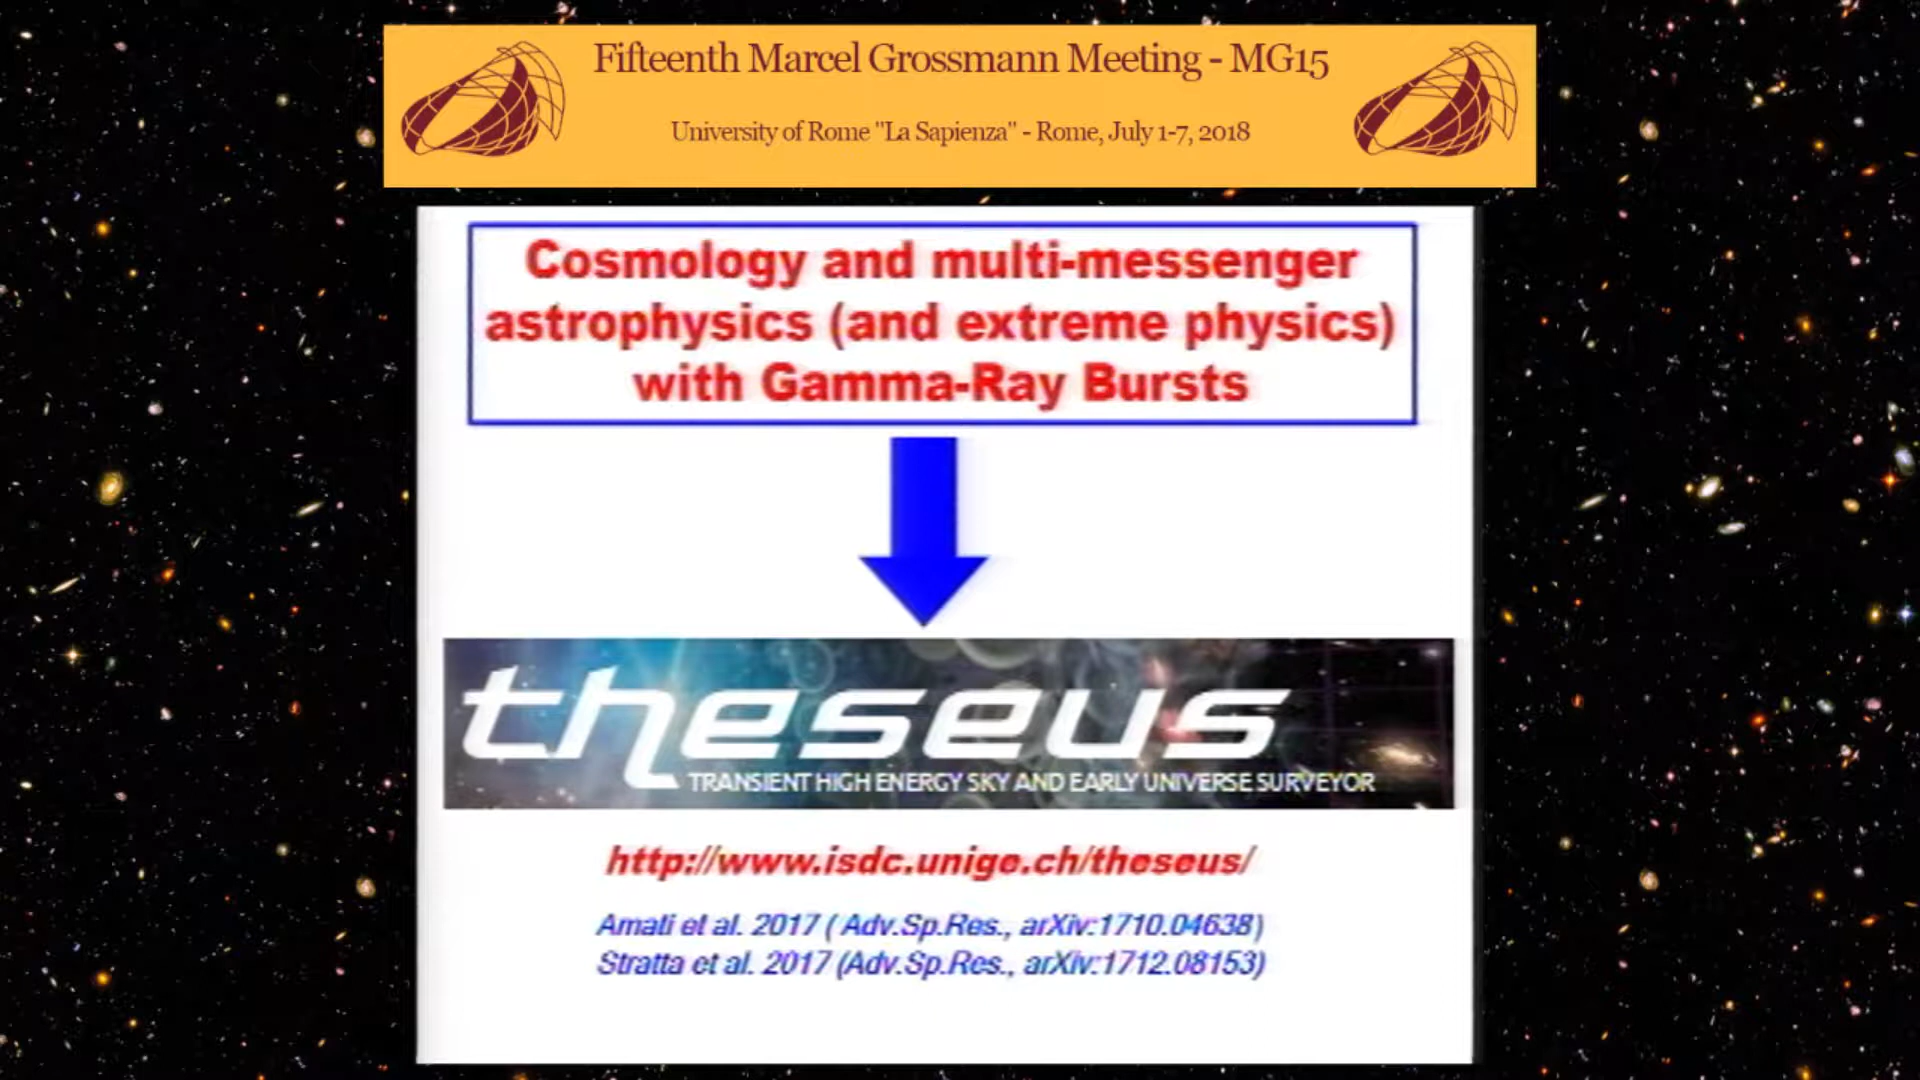 Fifteenth Marcel Grossmann Meeting - MG15
University of Rome "La Sapienza" - Rome, July 1-7, 2018
Cosmology and multi-messenger
astrophysics (and extreme physics)
with Gamma-Ray Bursts
theseus
TRANSIENT HIGH ENERGY SKY AND EARLY UNIVERSE SURVEYOR
http://www.isdc.unige.ch/theseus/
Amati et al. 2017 ( Adv.Sp.Res., arXiv:1710.04638)
Stratta et al. 2017 (Adv.Sp.Res., arXiv:1712.08153)